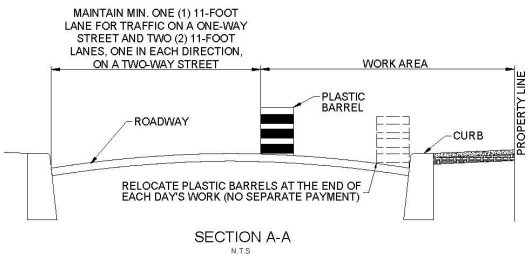 MAINTAIN MIN. ONE (1) 11-FOOT
LANE FOR TRAFFIC ON A ONE-WAY
STREET AND TWO (2) 11-FOOT
LANES, ONE IN EACH DIRECTION,
ON A TWO-WAY STREET
WORK AREA
PROPERTY LINE
PLASTIC
BARREL
ROADWAY
CURB
RELOCATE PLASTIC BARRELS AT THE END OF
EACH DAY'S WORK (NO SEPARATE PAYMENT)
SECTION A-A
N.T.S